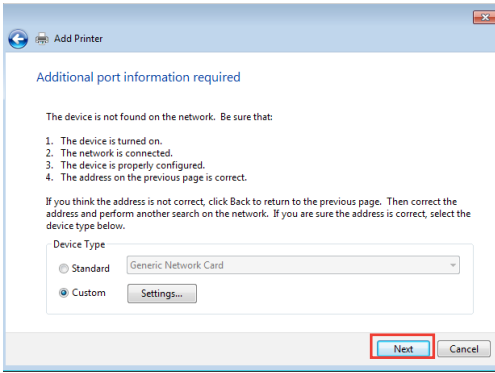 Add Printer
Additional port information required
The device is not found on the network. Be sure that:
1. The device is turned on.
2. The network is connected.
3. The device is properly configured.
4. The address on the previous page is correct.
If you think the address is not correct, click Back to return to the previous page. Then correct the
address and perform another search on the network. If you are sure the address is correct, select the
device type below.
Device Type
Standard Generic Network Card
Custom Settings...
Next Cancel